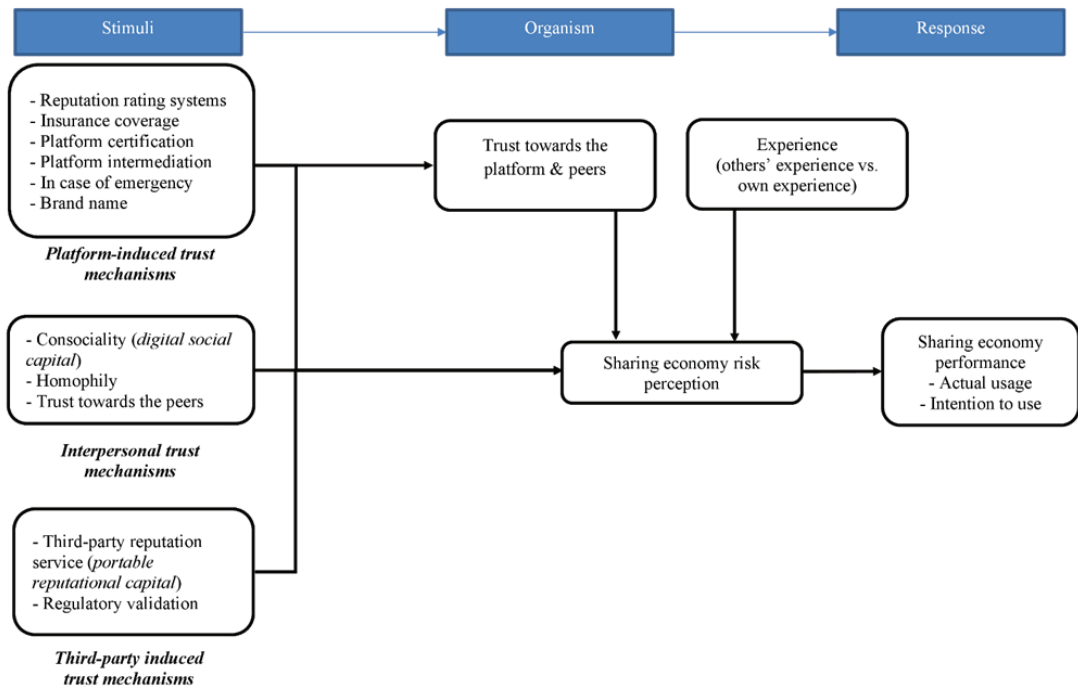 Stimuli
Organism
Response
- Reputation rating systems
- Insurance coverage
- Platform certification
- Platform intermediation
- In case of emergency
- Brand name
Platform-induced trust
mechanisms
Trust towards the
platform & peers
Experience
(others’ experience vs.
own experience)
- Consociality (digital social
capital)
- Homophily
- Trust towards the peers
Interpersonal trust
mechanisms
Sharing economy risk
perception
Sharing economy
performance
- Actual usage
- Intention to use
- Third-party reputation
service (portable
reputational capital)
- Regulatory validation
Third-party induced
trust mechanisms